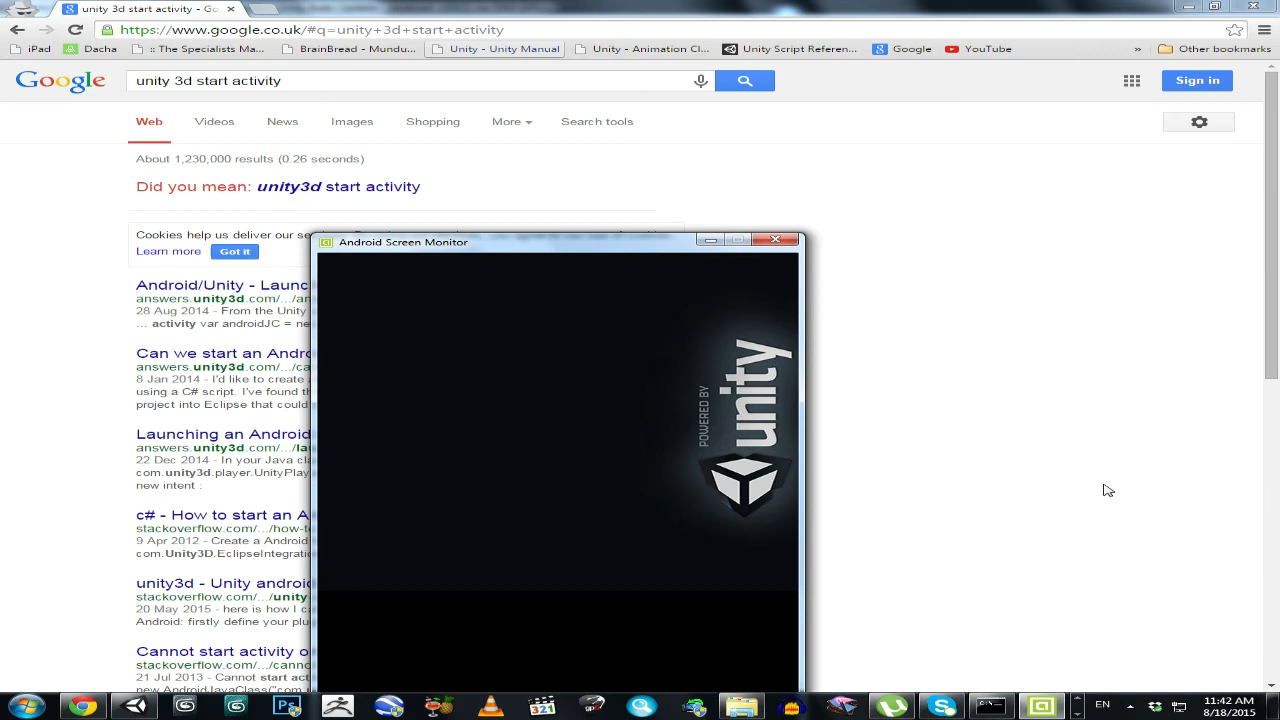 unity 3d start activity - Go
https://www.google.co.uk/#q=unity+3d+start+activity
iPad
Dacha
:: The Specialists Ma...
BrainBread - Mundu...
Unity - Unity Manual
Unity - Animation Cl...
Unity Script Referen...
Google
YouTube
»
Other bookmarks
Google
unity 3d start activity
Sign in
Web
Videos
News
Images
Shopping
More
Search tools
About 1,230,000 results (0.26 seconds)
Did you mean: unity3d start activity
Cookies help us deliver our
Learn more
Got it
Android Screen Monitor
Android/Unity - Launc
answers.unity3d.com/.../an
28 Aug 2014 - From the Unity
... activity var androidJC = ne
Can we start an Andro
answers.unity3d.com/.../ca
8 Jan 2014 - I'd like to create
using a C# script. I've found th
project into Eclipse that could
Launching an Android
answers.unity3d.com/.../la
22 Dec 2014 - In your Java cl
com.unity3d.player.UnityPlay
new intent :
c# - How to start an A
stackoverflow.com/.../how-t
9 Apr 2012 - Create a Android
com.Unity3D.EclipseIntegrati
unity3d - Unity android
stackoverflow.com/.../unity
20 May 2015 - here is how I c
Android: firstly define your plu
Cannot start activity o
stackoverflow.com/.../canno
21 Jul 2013 - Cannot start act
new AndroidJavaClass("com.
POWERED BY
unity
321
EN
11:42 AM
8/18/2015